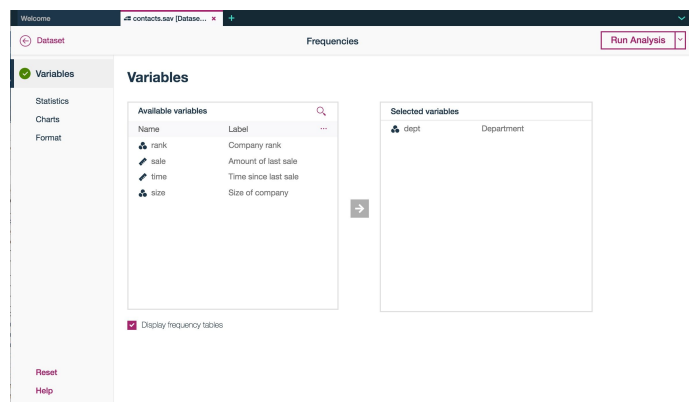 Welcome
contacts.sav [Datase... × +
Dataset
Frequencies
Run Analysis
Variables
Statistics
Charts
Format
Reset
Help
Variables
Available variables
Name Label ...
rank Company rank
sale Amount of last sale
time Time since last sale
size Size of company
Selected variables
dept Department
Display frequency tables